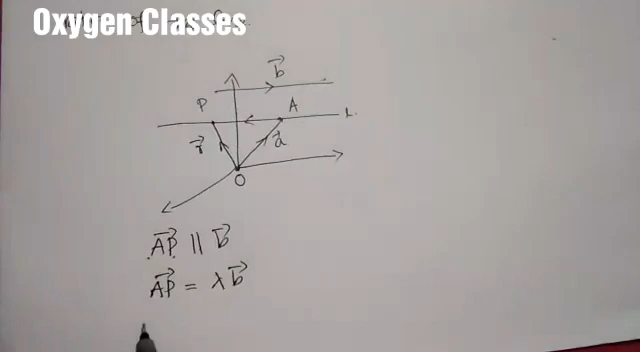 Oxygen Classes
b⃗
P A L
r⃗ a⃗
O
AP⃗ || b⃗
AP⃗ = λb⃗